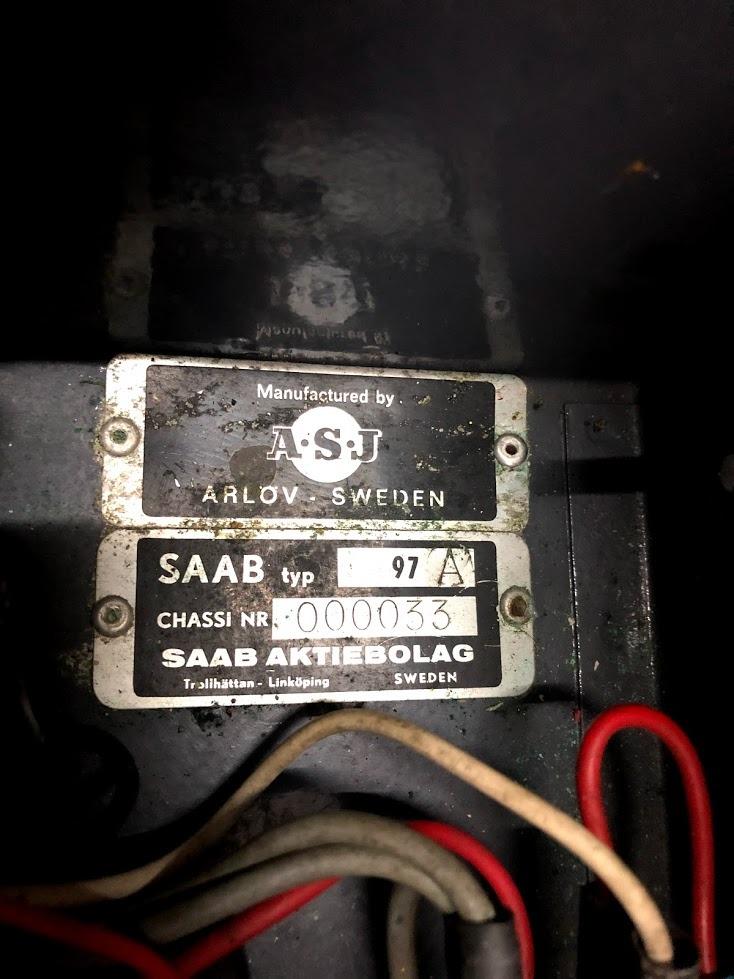 Manufactured by
A·S·J
ARLÖV - SWEDEN
SAAB typ 97 A
CHASSI NR 000033
SAAB AKTIEBOLAG
Trollhättan - Linköping SWEDEN